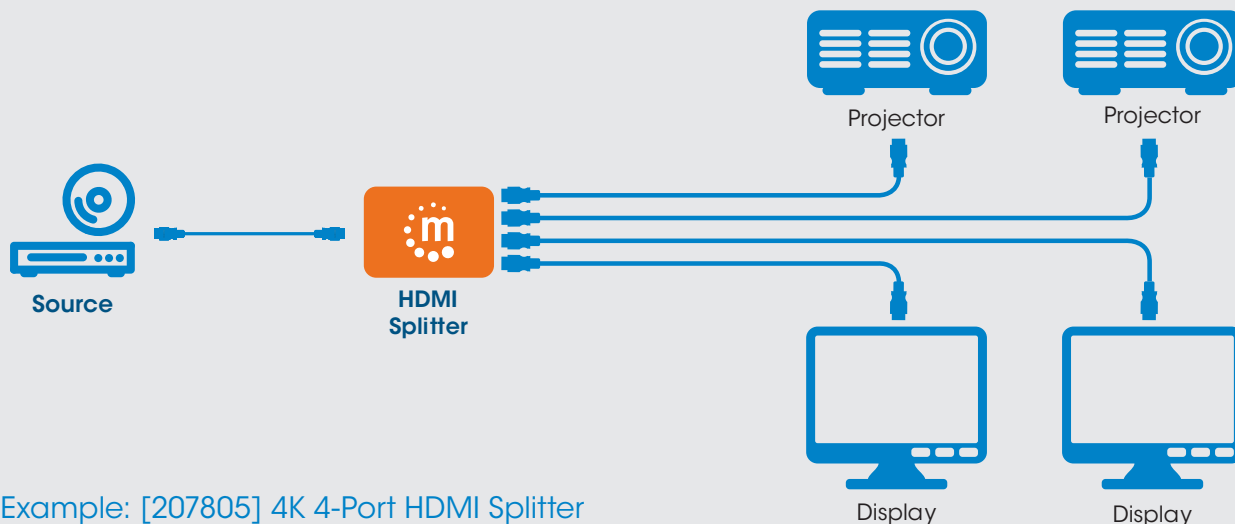 Projector
Projector
m
Source
HDMI
Splitter
Example: [207805] 4K 4-Port HDMI Splitter
Display
Display